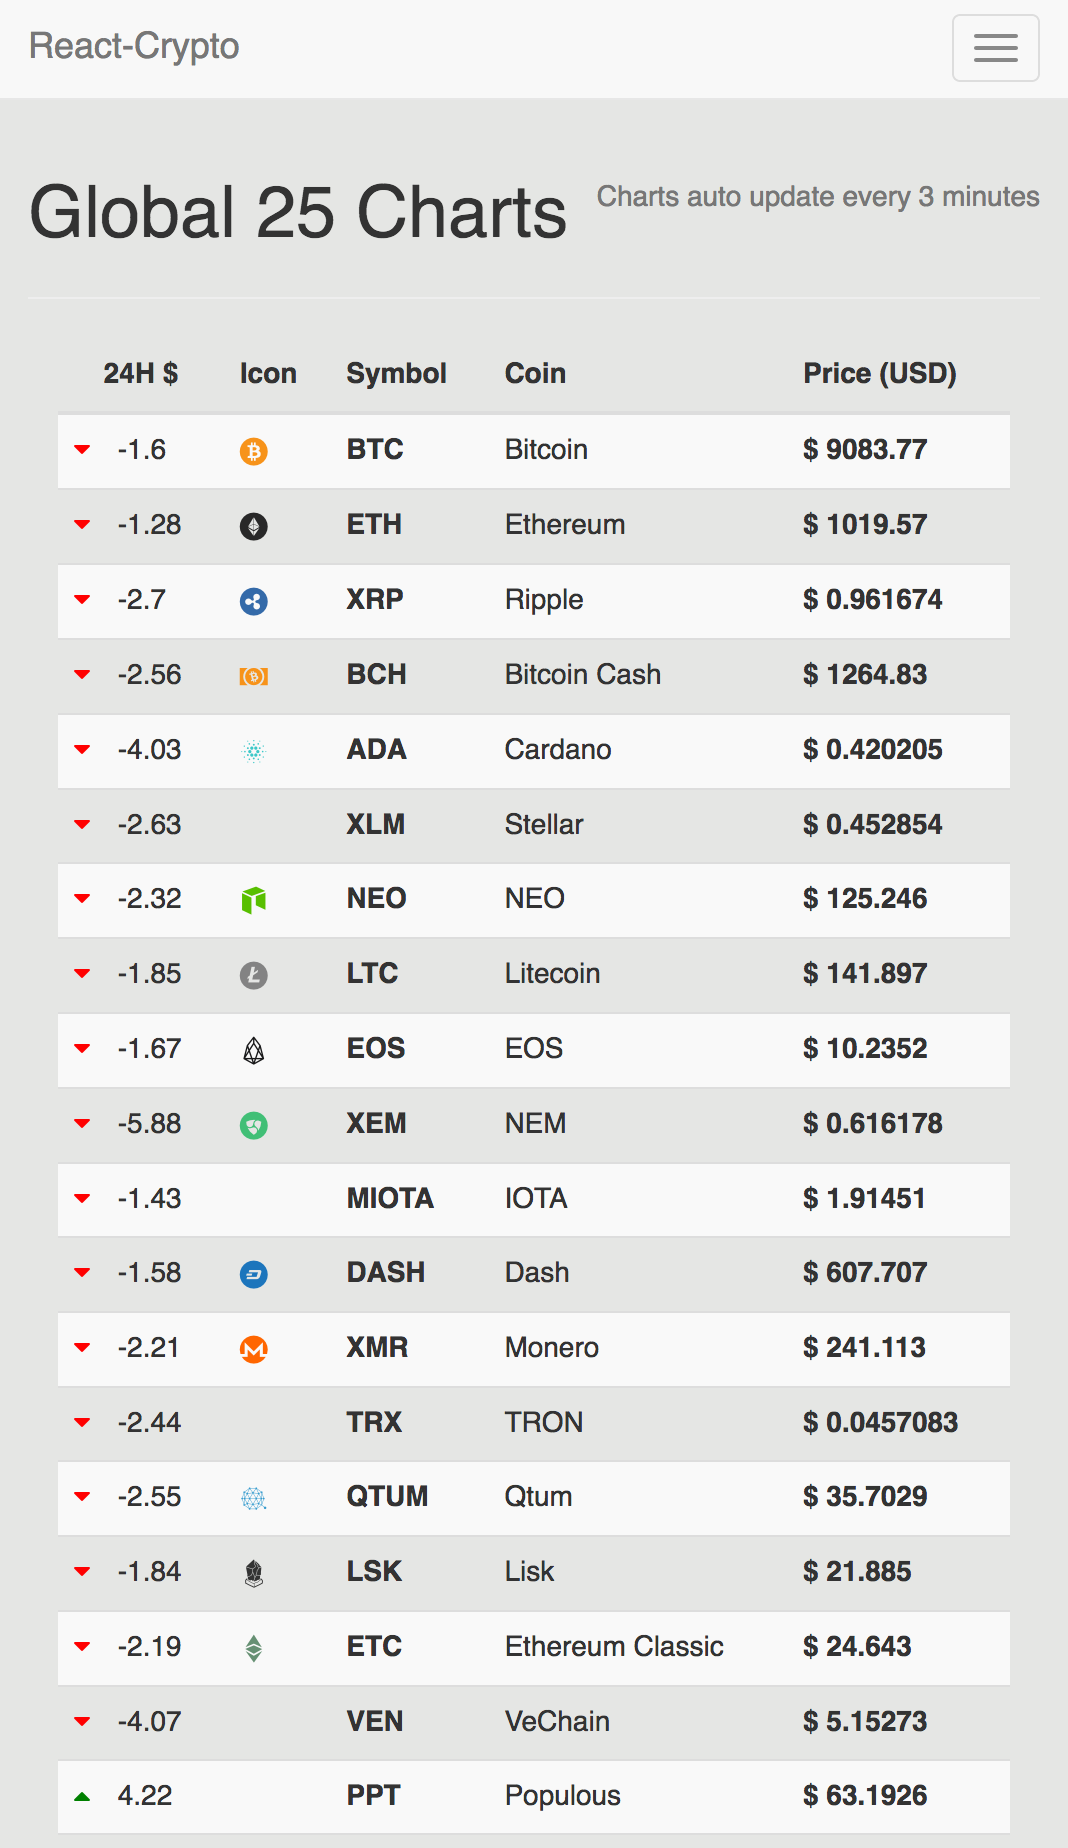 React-Crypto
Global 25 Charts Charts auto update every 3 minutes
24H $ Icon Symbol Coin Price (USD)
-1.6 BTC Bitcoin $ 9083.77
-1.28 ETH Ethereum $ 1019.57
-2.7 XRP Ripple $ 0.961674
-2.56 BCH Bitcoin Cash $ 1264.83
-4.03 ADA Cardano $ 0.420205
-2.63 XLM Stellar $ 0.452854
-2.32 NEO NEO $ 125.246
-1.85 LTC Litecoin $ 141.897
-1.67 EOS EOS $ 10.2352
-5.88 XEM NEM $ 0.616178
-1.43 MIOTA IOTA $ 1.91451
-1.58 DASH Dash $ 607.707
-2.21 XMR Monero $ 241.113
-2.44 TRX TRON $ 0.0457083
-2.55 QTUM Qtum $ 35.7029
-1.84 LSK Lisk $ 21.885
-2.19 ETC Ethereum Classic $ 24.643
-4.07 VEN VeChain $ 5.15273
4.22 PPT Populous $ 63.1926